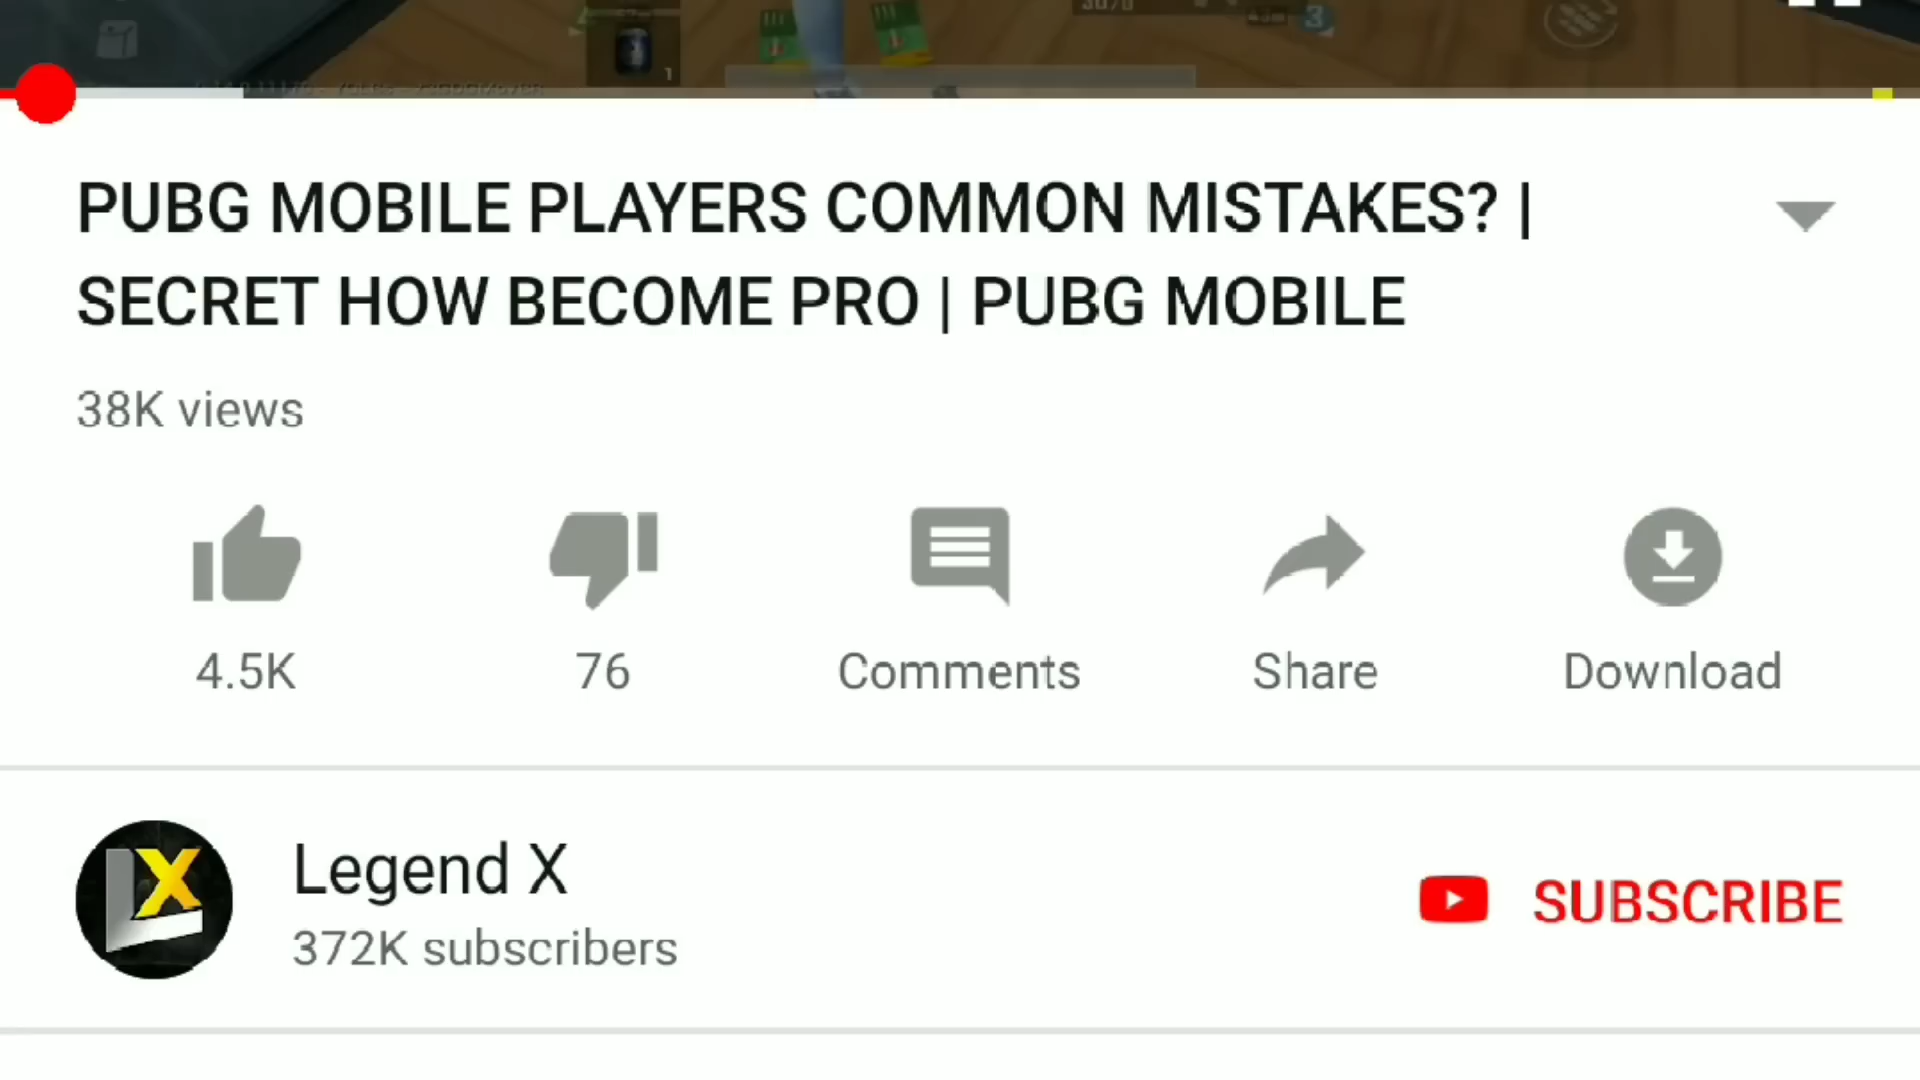 PUBG MOBILE PLAYERS COMMON MISTAKES? |
SECRET HOW BECOME PRO | PUBG MOBILE
38K views
4.5K
76
Comments
Share
Download
Legend X
372K subscribers
SUBSCRIBE